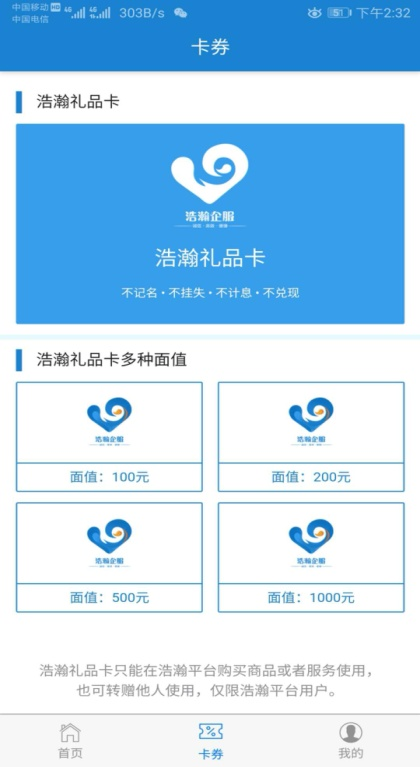 中国移动 HD 4G 4G 303B/s 51 下午2:32
中国电信
卡券
浩瀚礼品卡
浩瀚企服
浩瀚礼品卡
不记名•不挂失•不计息•不兑现
浩瀚礼品卡多种面值
浩瀚企服
浩瀚企服
面值：100元
面值：200元
浩瀚企服
浩瀚企服
面值：500元
面值：1000元
浩瀚礼品卡只能在浩瀚平台购买商品或者服务使用，
也可转赠他人使用，仅限浩瀚平台用户。
首页
卡券
我的